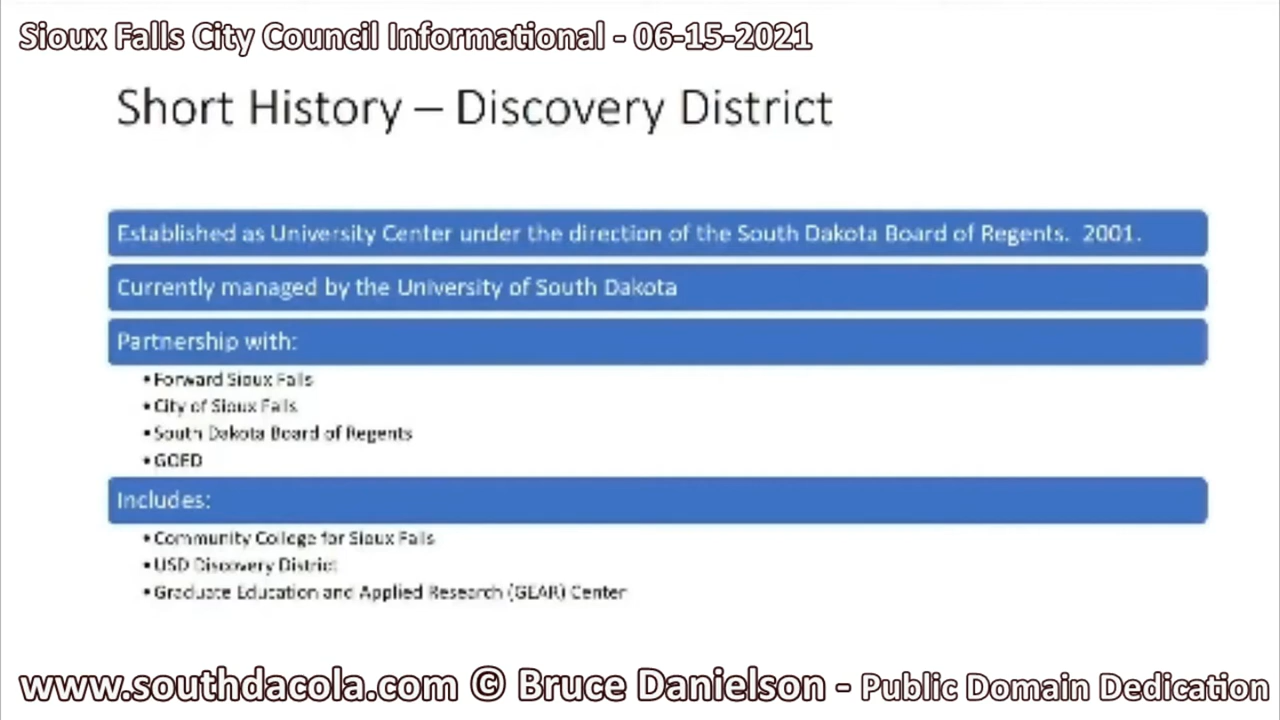 Sioux Falls City Council Informational - 06-15-2021
Short History – Discovery District
Established as University Center under the direction of the South Dakota Board of Regents. 2001.
Currently managed by the University of South Dakota
Partnership with:
• Forward Sioux Falls
• City of Sioux Falls
• South Dakota Board of Regents
• GOED
Includes:
• Community College for Sioux Falls
• USD Discovery District
• Graduate Education and Applied Research (GEAR) Center
www.southdacola.com © Bruce Danielson - Public Domain Dedication